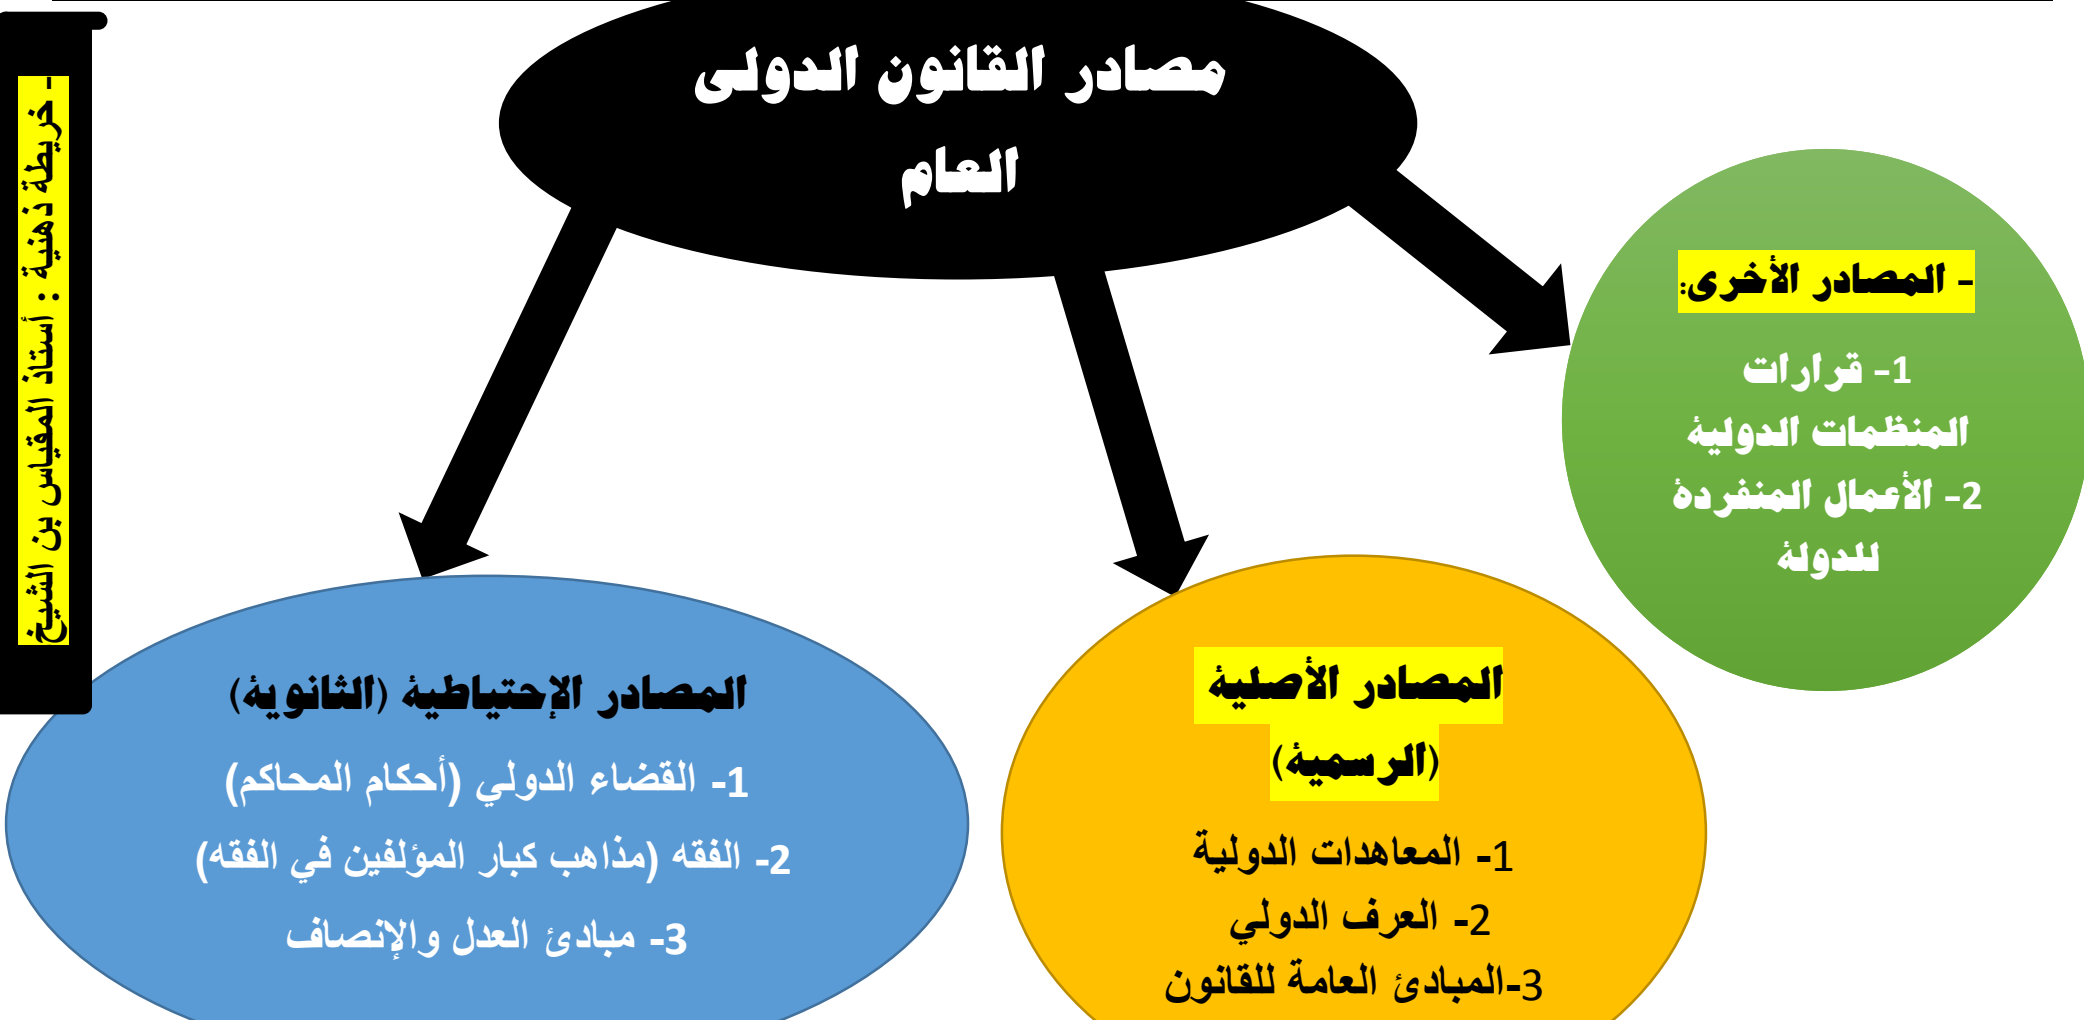 مصادر القانون الدولى
العام
- المصادر الأخرى:
1- قرارات
المنظمات الدولية
2- الأعمال المنفردة
للدولة
المصادر الأصلية
(الرسمية)
1- المعاهدات الدولية
2- العرف الدولي
3-المبادئ العامة للقانون
المصادر الإحتياطية (الثانوية)
1- القضاء الدولي (أحكام المحاكم)
2- الفقه (مذاهب كبار المؤلفين في الفقه)
3- مبادئ العدل والإنصاف
- خريطة ذهنية : أستاذ المقياس بن الشيخ